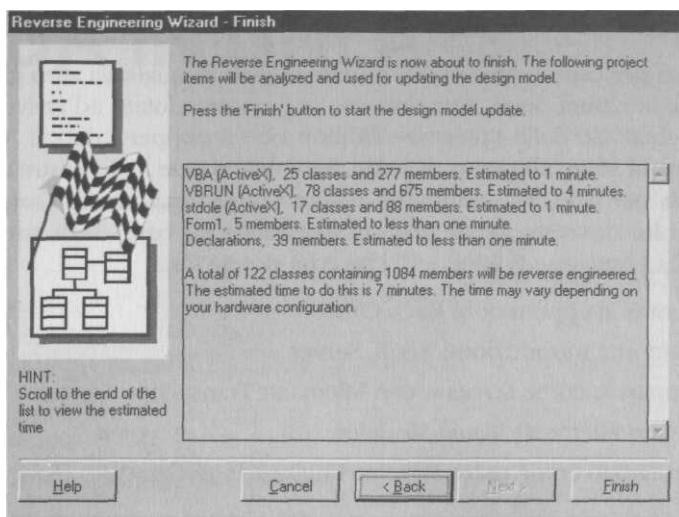 Reverse Engineering Wizard - Finish
The Reverse Engineering Wizard is now about to finish. The following project
items will be analyzed and used for updating the design model.
Press the 'Finish' button to start the design model update.
VBA (ActiveX), 25 classes and 277 members. Estimated to 1 minute.
VBRUN (ActiveX), 78 classes and 675 members. Estimated to 4 minutes.
stdole (ActiveX), 17 classes and 88 members. Estimated to 1 minute.
Form1, 5 members. Estimated to less than one minute.
Declarations, 39 members. Estimated to less than one minute.
A total of 122 classes containing 1084 members will be reverse engineered.
The estimated time to do this is 7 minutes. The time may vary depending on
your hardware configuration.
HINT:
Scroll to the end of the
list to view the estimated
time
Help
Cancel
< Back
Next >
Finish